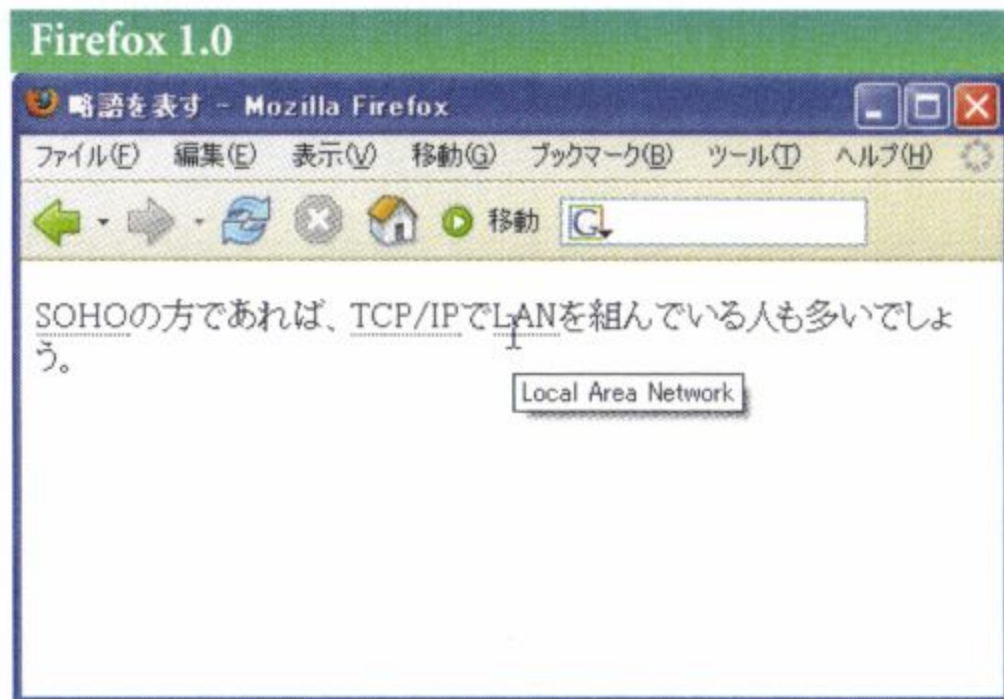 Firefox 1.0
略語を表す - Mozilla Firefox
ファイル(F) 編集(E) 表示(V) 移動(G) ブックマーク(B) ツール(T) ヘルプ(H)
移動 G
SOHOの方であれば、TCP/IPでLANを組んでいる人も多いでしょ
う。
Local Area Network